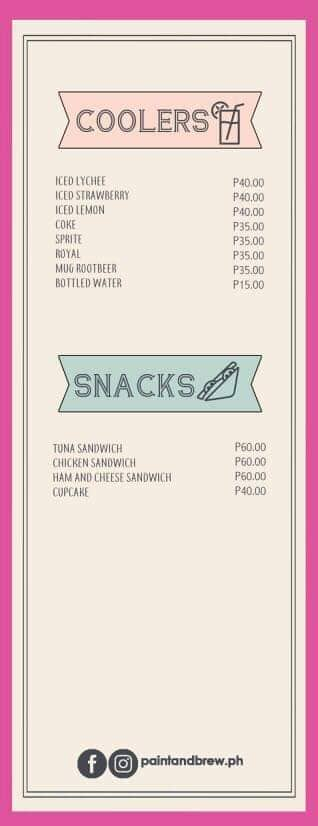 COOLERS
ICED LYCHEE P40.00
ICED STRAWBERRY P40.00
ICED LEMON P40.00
COKE P35.00
SPRITE P35.00
ROYAL P35.00
MUG ROOTBEER P35.00
BOTTLED WATER P15.00
SNACKS
TUNA SANDWICH P60.00
CHICKEN SANDWICH P60.00
HAM AND CHEESE SANDWICH P60.00
CUPCAKE P40.00
paintandbrew.ph